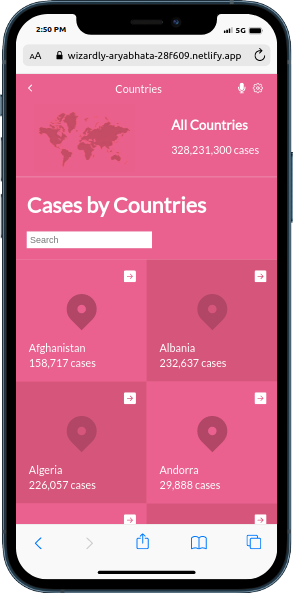 2:50 PM 5G
AA wizardly-aryabhata-28f609.netlify.app
Countries
All Countries
328,231,300 cases
Cases by Countries
Search
Afghanistan
158,717 cases
Albania
232,637 cases
Algeria
226,057 cases
Andorra
29,888 cases